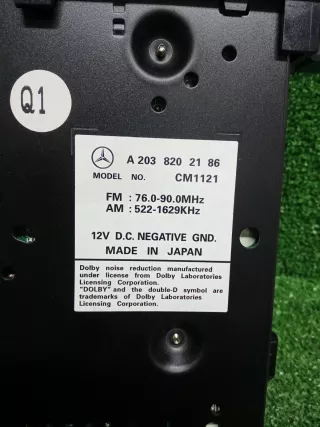 Q1
A 203 820 21 86
MODEL NO. CM1121
FM : 76.0-90.0MHz
AM : 522-1629KHz
12V D.C. NEGATIVE GND.
MADE IN JAPAN
Dolby noise reduction manufactured
under license from Dolby Laboratories
Licensing Corporation.
"DOLBY" and the double-D symbol are
trademarks of Dolby Laboratories
Licensing Corporation.